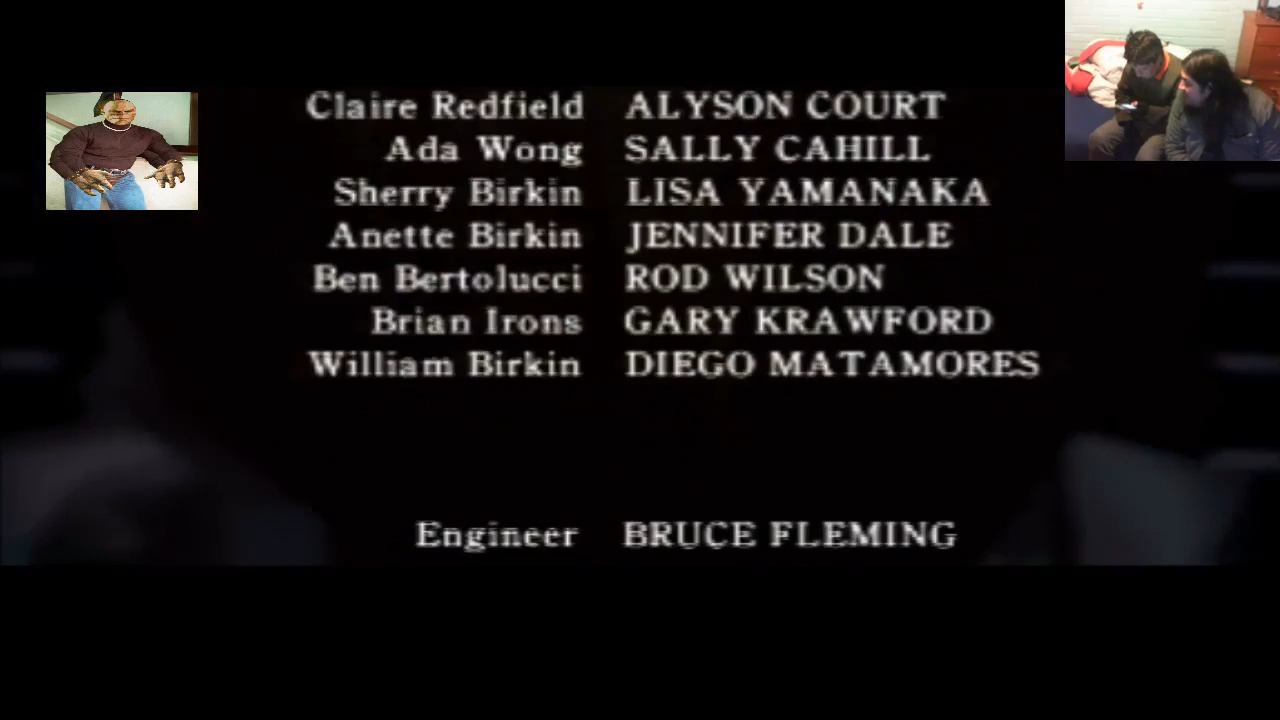 Claire Redfield ALYSON COURT
Ada Wong SALLY CAHILL
Sherry Birkin LISA YAMANAKA
Anette Birkin JENNIFER DALE
Ben Bertolucci ROD WILSON
Brian Irons GARY KRAWFORD
William Birkin DIEGO MATAMORES
Engineer BRUCE FLEMING